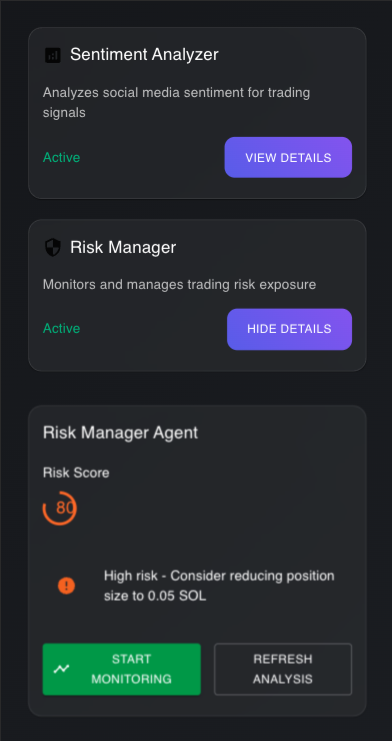 Sentiment Analyzer
Analyzes social media sentiment for trading
signals
Active
VIEW DETAILS
Risk Manager
Monitors and manages trading risk exposure
Active
HIDE DETAILS
Risk Manager Agent
Risk Score
80
High risk - Consider reducing position
size to 0.05 SOL
START
MONITORING
REFRESH
ANALYSIS